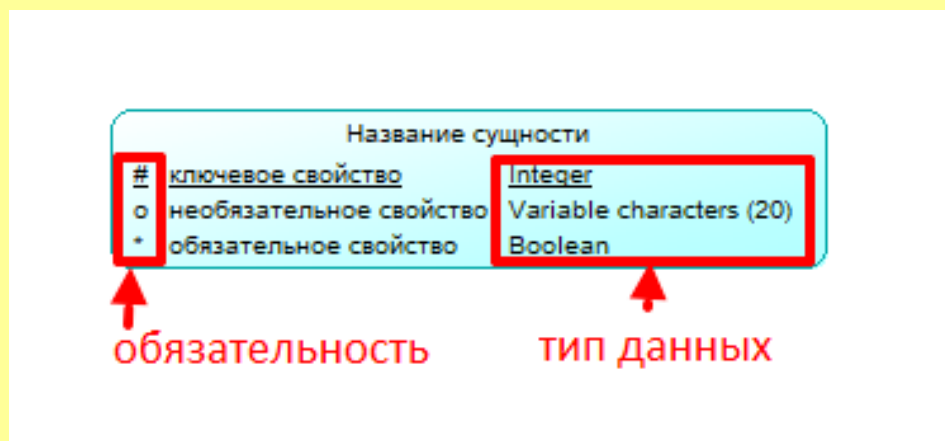 Название сущности
# ключевое свойство Integer
o необязательное свойство Variable characters (20)
* обязательное свойство Boolean
обязательность тип данных